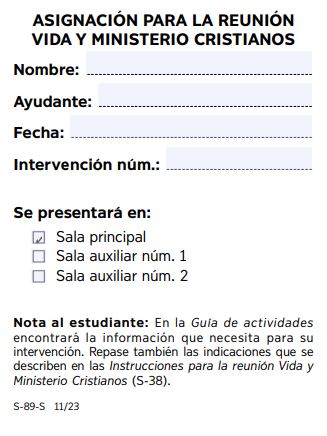 ASIGNACIÓN PARA LA REUNIÓN
VIDA Y MINISTERIO CRISTIANOS
Nombre:
Ayudante:
Fecha:
Intervención núm.:
Se presentará en:
Sala principal
Sala auxiliar núm. 1
Sala auxiliar núm. 2
Nota al estudiante: En la Guía de actividades
encontrará la información que necesita para su
intervención. Repase también las indicaciones que se
describen en las Instrucciones para la reunión Vida y
Ministerio Cristianos (S-38).
S-89-S 11/23